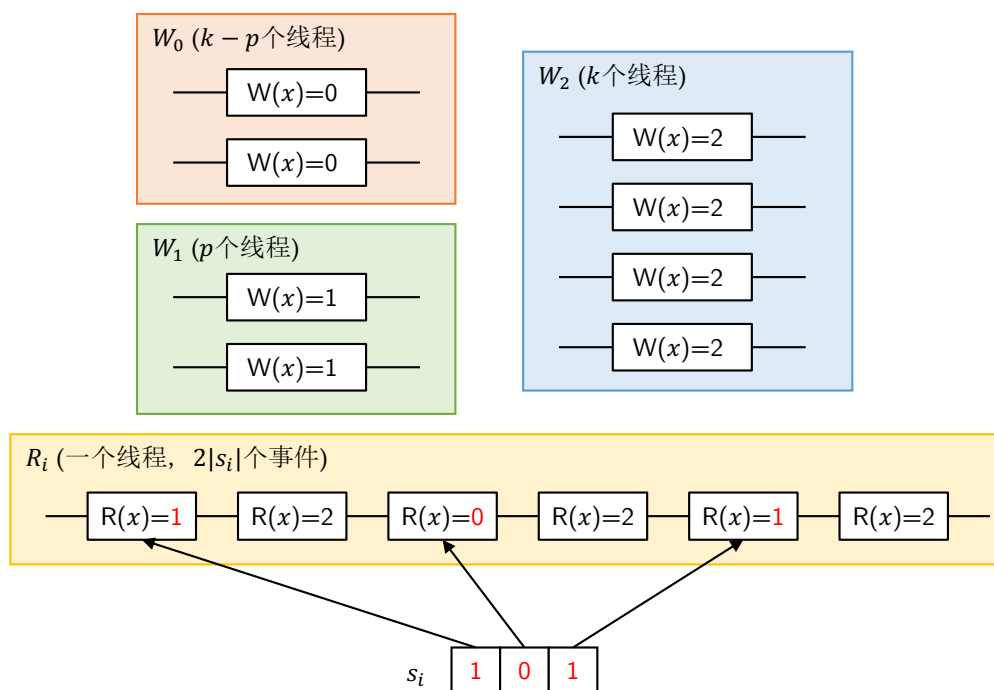 W₀ (k − p个线程)
W(x)=0
W(x)=0
W₁ (p个线程)
W(x)=1
W(x)=1
W₂ (k个线程)
W(x)=2
W(x)=2
W(x)=2
W(x)=2
Rᵢ (一个线程，2|sᵢ|个事件)
R(x)=1 R(x)=2 R(x)=0 R(x)=2 R(x)=1 R(x)=2
sᵢ 1 0 1